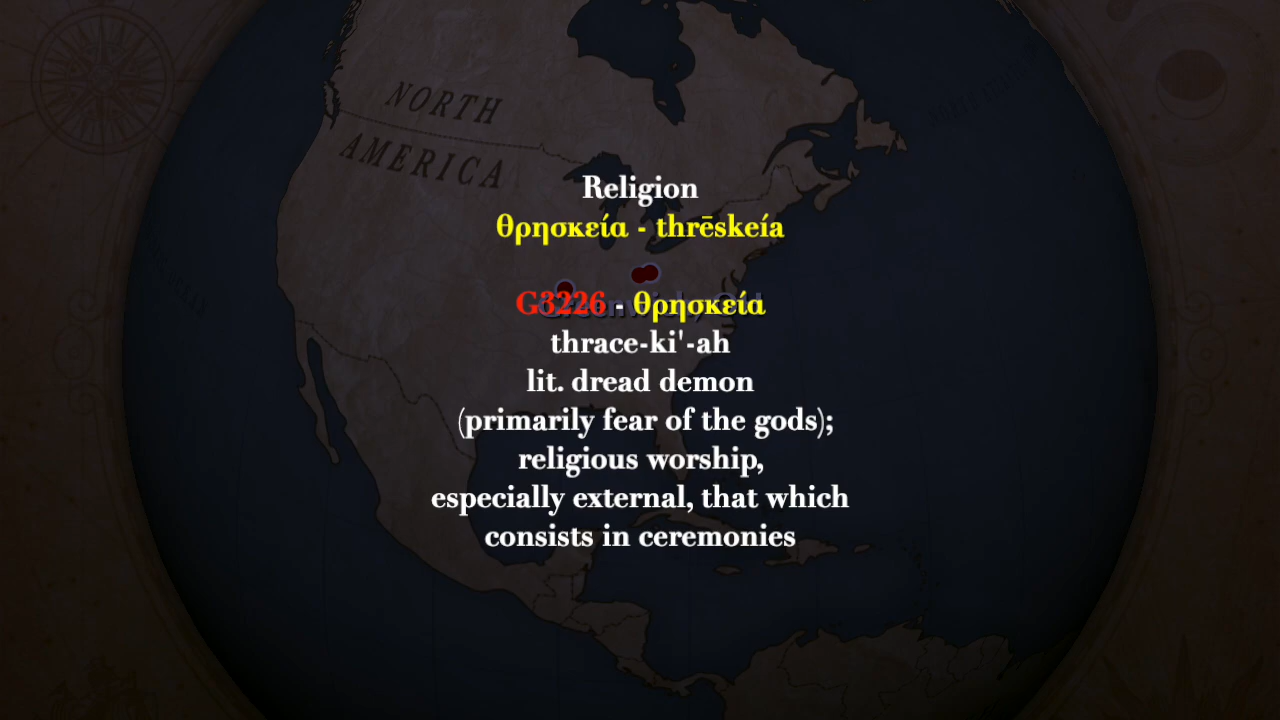 NORTH
AMERICA
Religion
θρησκεία - thrēskeía
G3226 - θρησκεία
thrace-ki'-ah
lit. dread demon
(primarily fear of the gods);
religious worship,
especially external, that which
consists in ceremonies